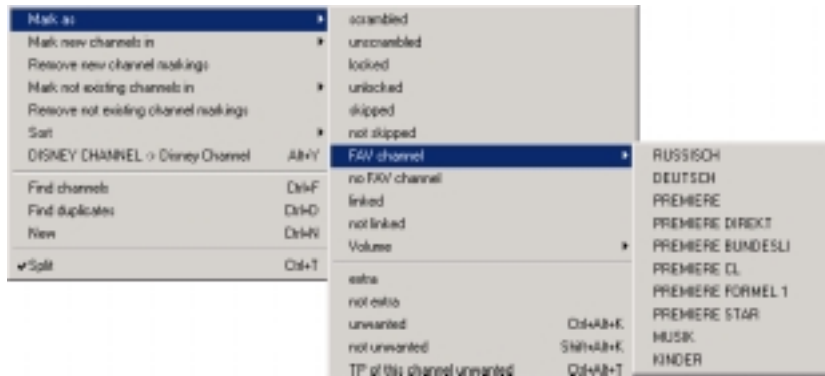 Mark as
Mark new channels in
Remove new channel markings
Mark not existing channels in
Remove not existing channel markings
Sort
DISNEY CHANNEL -> Disney Channel Alt+Y
Find channels Ctrl+F
Find duplicates Ctrl+D
New Ctrl+N
Split Ctrl+T
scrambled
unscrambled
locked
unlocked
skipped
not skipped
FAV channel
no FAV channel
linked
not linked
Volume
extra
not extra
unwanted Ctrl+Alt+K
not unwanted Shift+Alt+K
TP of this channel unwanted Ctrl+Alt+T
RUSSISCH
DEUTSCH
PREMIERE
PREMIERE DIREKT
PREMIERE BUNDESLI
PREMIERE CL
PREMIERE FORMEL 1
PREMIERE STAR
MUSIK
KINDER